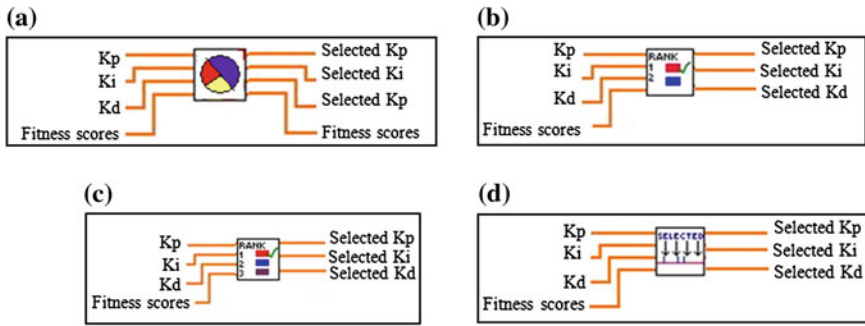 (a)
Kp
Ki
Kd
Fitness scores
Selected Kp
Selected Ki
Selected Kp
Fitness scores
(b)
Kp
Ki
Kd
Fitness scores
RANK
1
2
Selected Kp
Selected Ki
Selected Kd
(c)
Kp
Ki
Kd
Fitness scores
RANK
1
2
3
Selected Kp
Selected Ki
Selected Kd
(d)
Kp
Ki
Kd
Fitness scores
SELECTED
Selected Kp
Selected Ki
Selected Kd